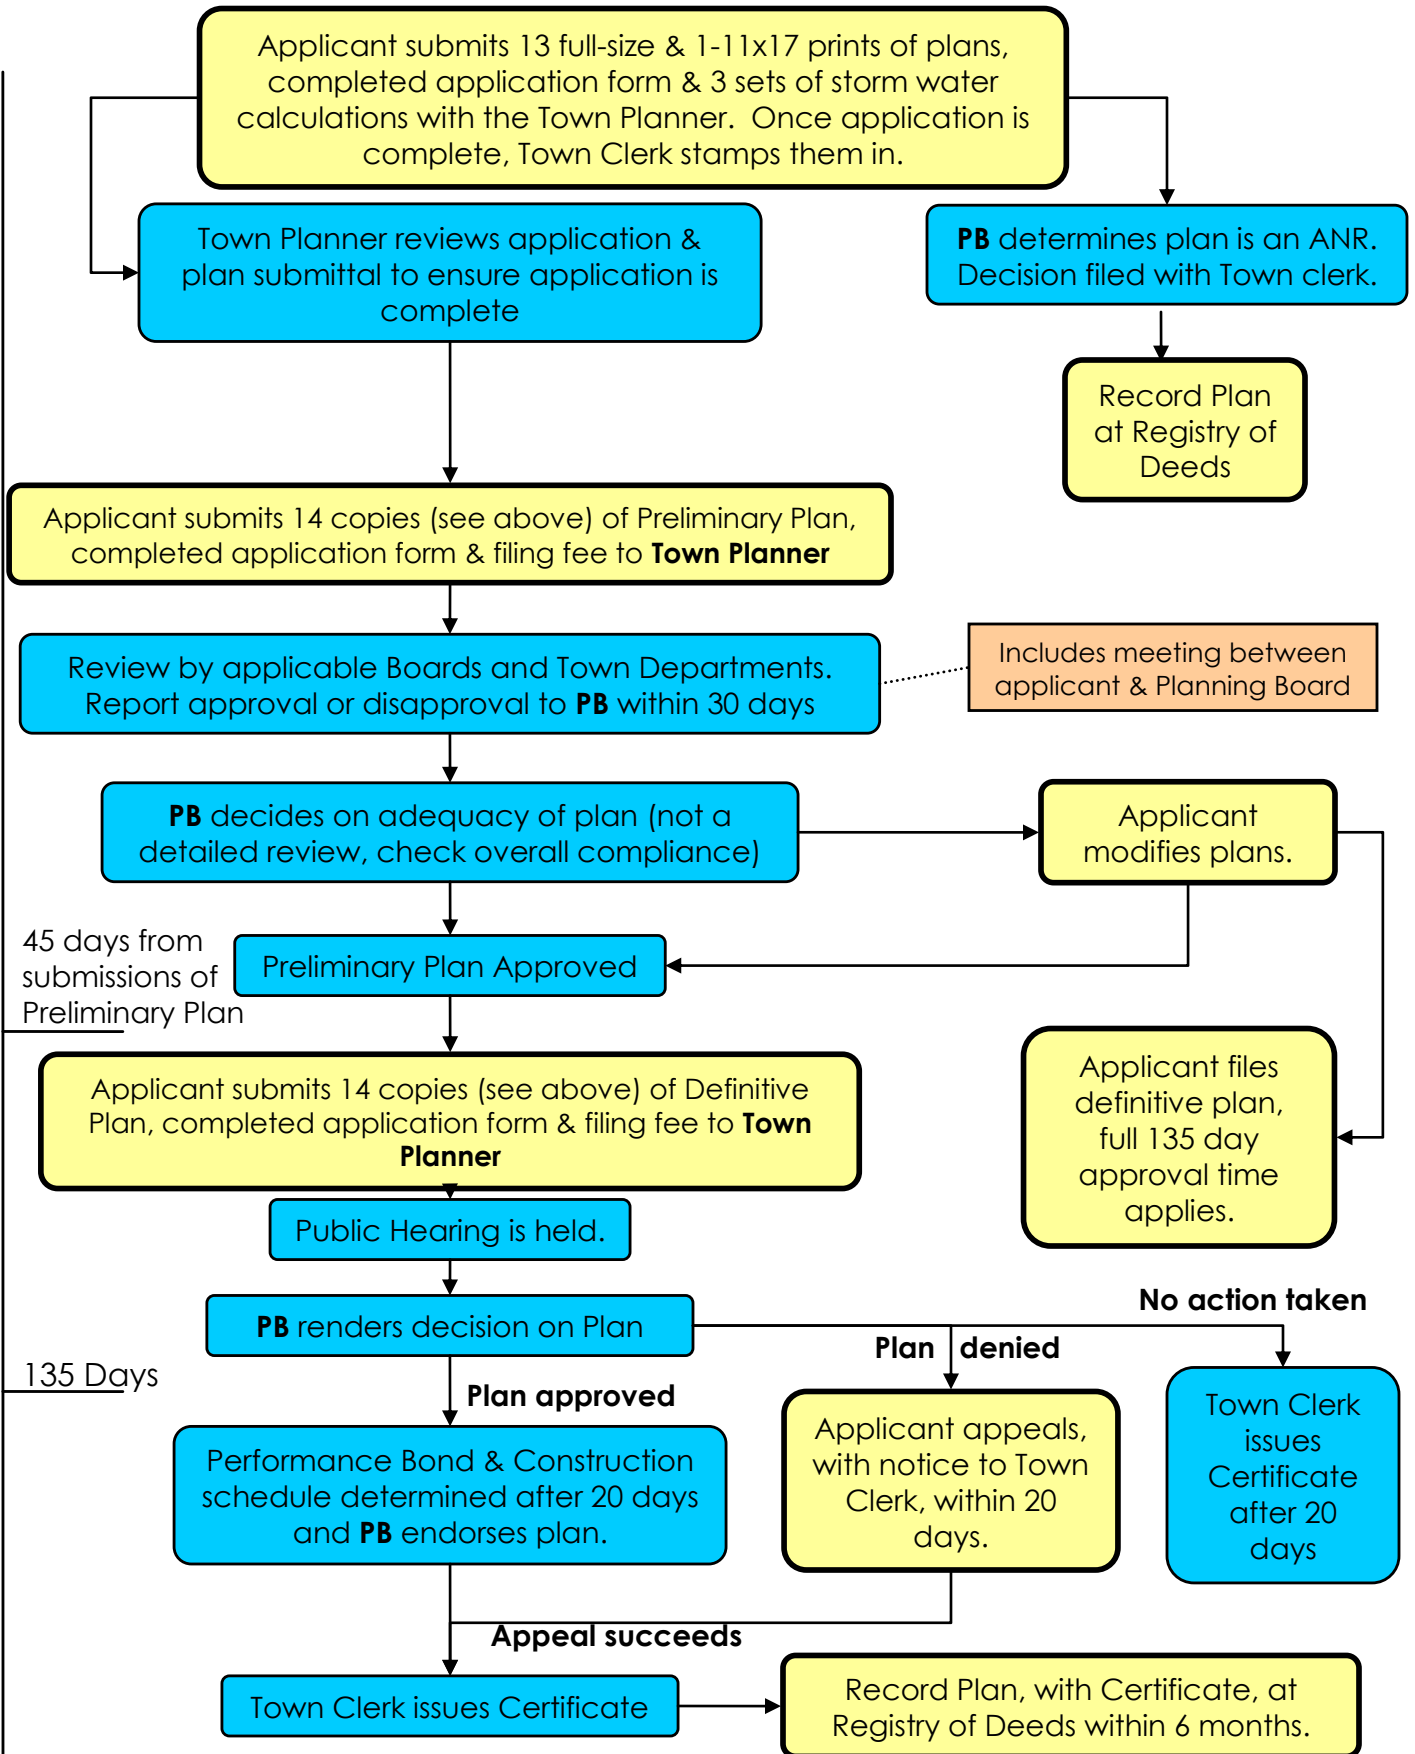 Applicant submits 13 full-size & 1-11x17 prints of plans,
completed application form & 3 sets of storm water
calculations with the Town Planner.  Once application is
complete, Town Clerk stamps them in.
Town Planner reviews application &
plan submittal to ensure application is
complete
PB determines plan is an ANR.
Decision filed with Town clerk.
Record Plan
at Registry of
Deeds
Applicant submits 14 copies (see above) of Preliminary Plan,
completed application form & filing fee to Town Planner
Review by applicable Boards and Town Departments.
Report approval or disapproval to PB within 30 days
Includes meeting between
applicant & Planning Board
PB decides on adequacy of plan (not a
detailed review, check overall compliance)
Applicant
modifies plans.
45 days from
submissions of
Preliminary Plan
Preliminary Plan Approved
Applicant submits 14 copies (see above) of Definitive
Plan, completed application form & filing fee to Town
Planner
Applicant files
definitive plan,
full 135 day
approval time
applies.
Public Hearing is held.
PB renders decision on Plan
No action taken
Plan denied
135 Days
Plan approved
Performance Bond & Construction
schedule determined after 20 days
and PB endorses plan.
Applicant appeals,
with notice to Town
Clerk, within 20
days.
Town Clerk
issues
Certificate
after 20
days
Appeal succeeds
Town Clerk issues Certificate
Record Plan, with Certificate, at
Registry of Deeds within 6 months.